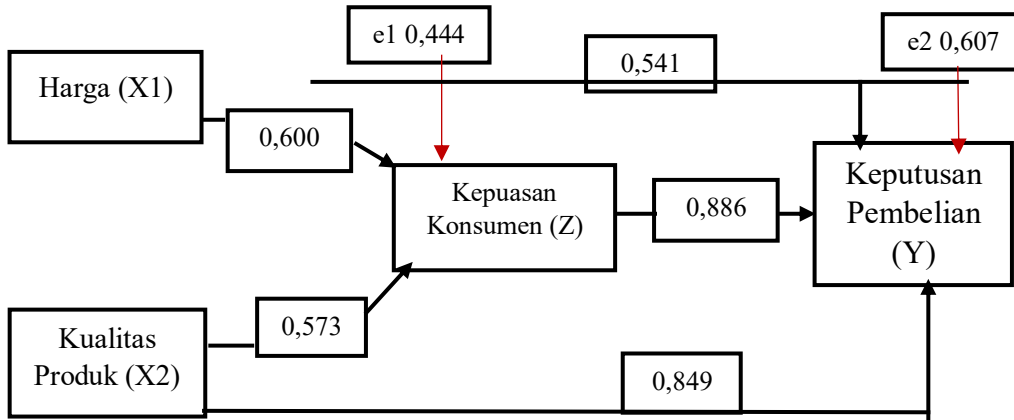 e1 0,444
0,541
e2 0,607
Harga (X1)
0,600
Kepuasan
Konsumen (Z)
0,886
Keputusan
Pembelian
(Y)
0,573
Kualitas
Produk (X2)
0,849